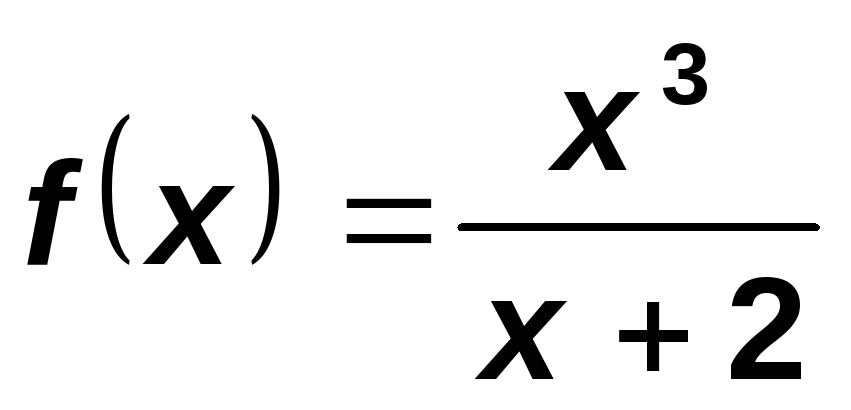 f(x) = x³/(x + 2)